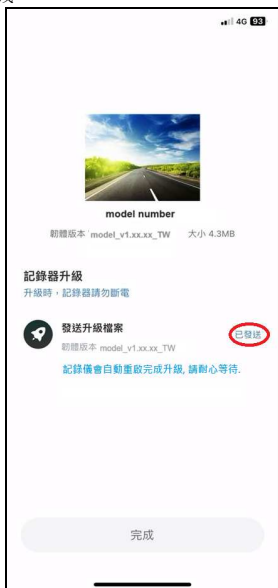 4G 93
model number
韌體版本 model_v1.xx.xx_TW 大小 4.3MB
記錄器升級
升級時，記錄器請勿斷電
發送升級檔案 已發送
韌體版本 model_v1.xx.xx_TW
記錄儀會自動重啟完成升級, 請耐心等待.
完成